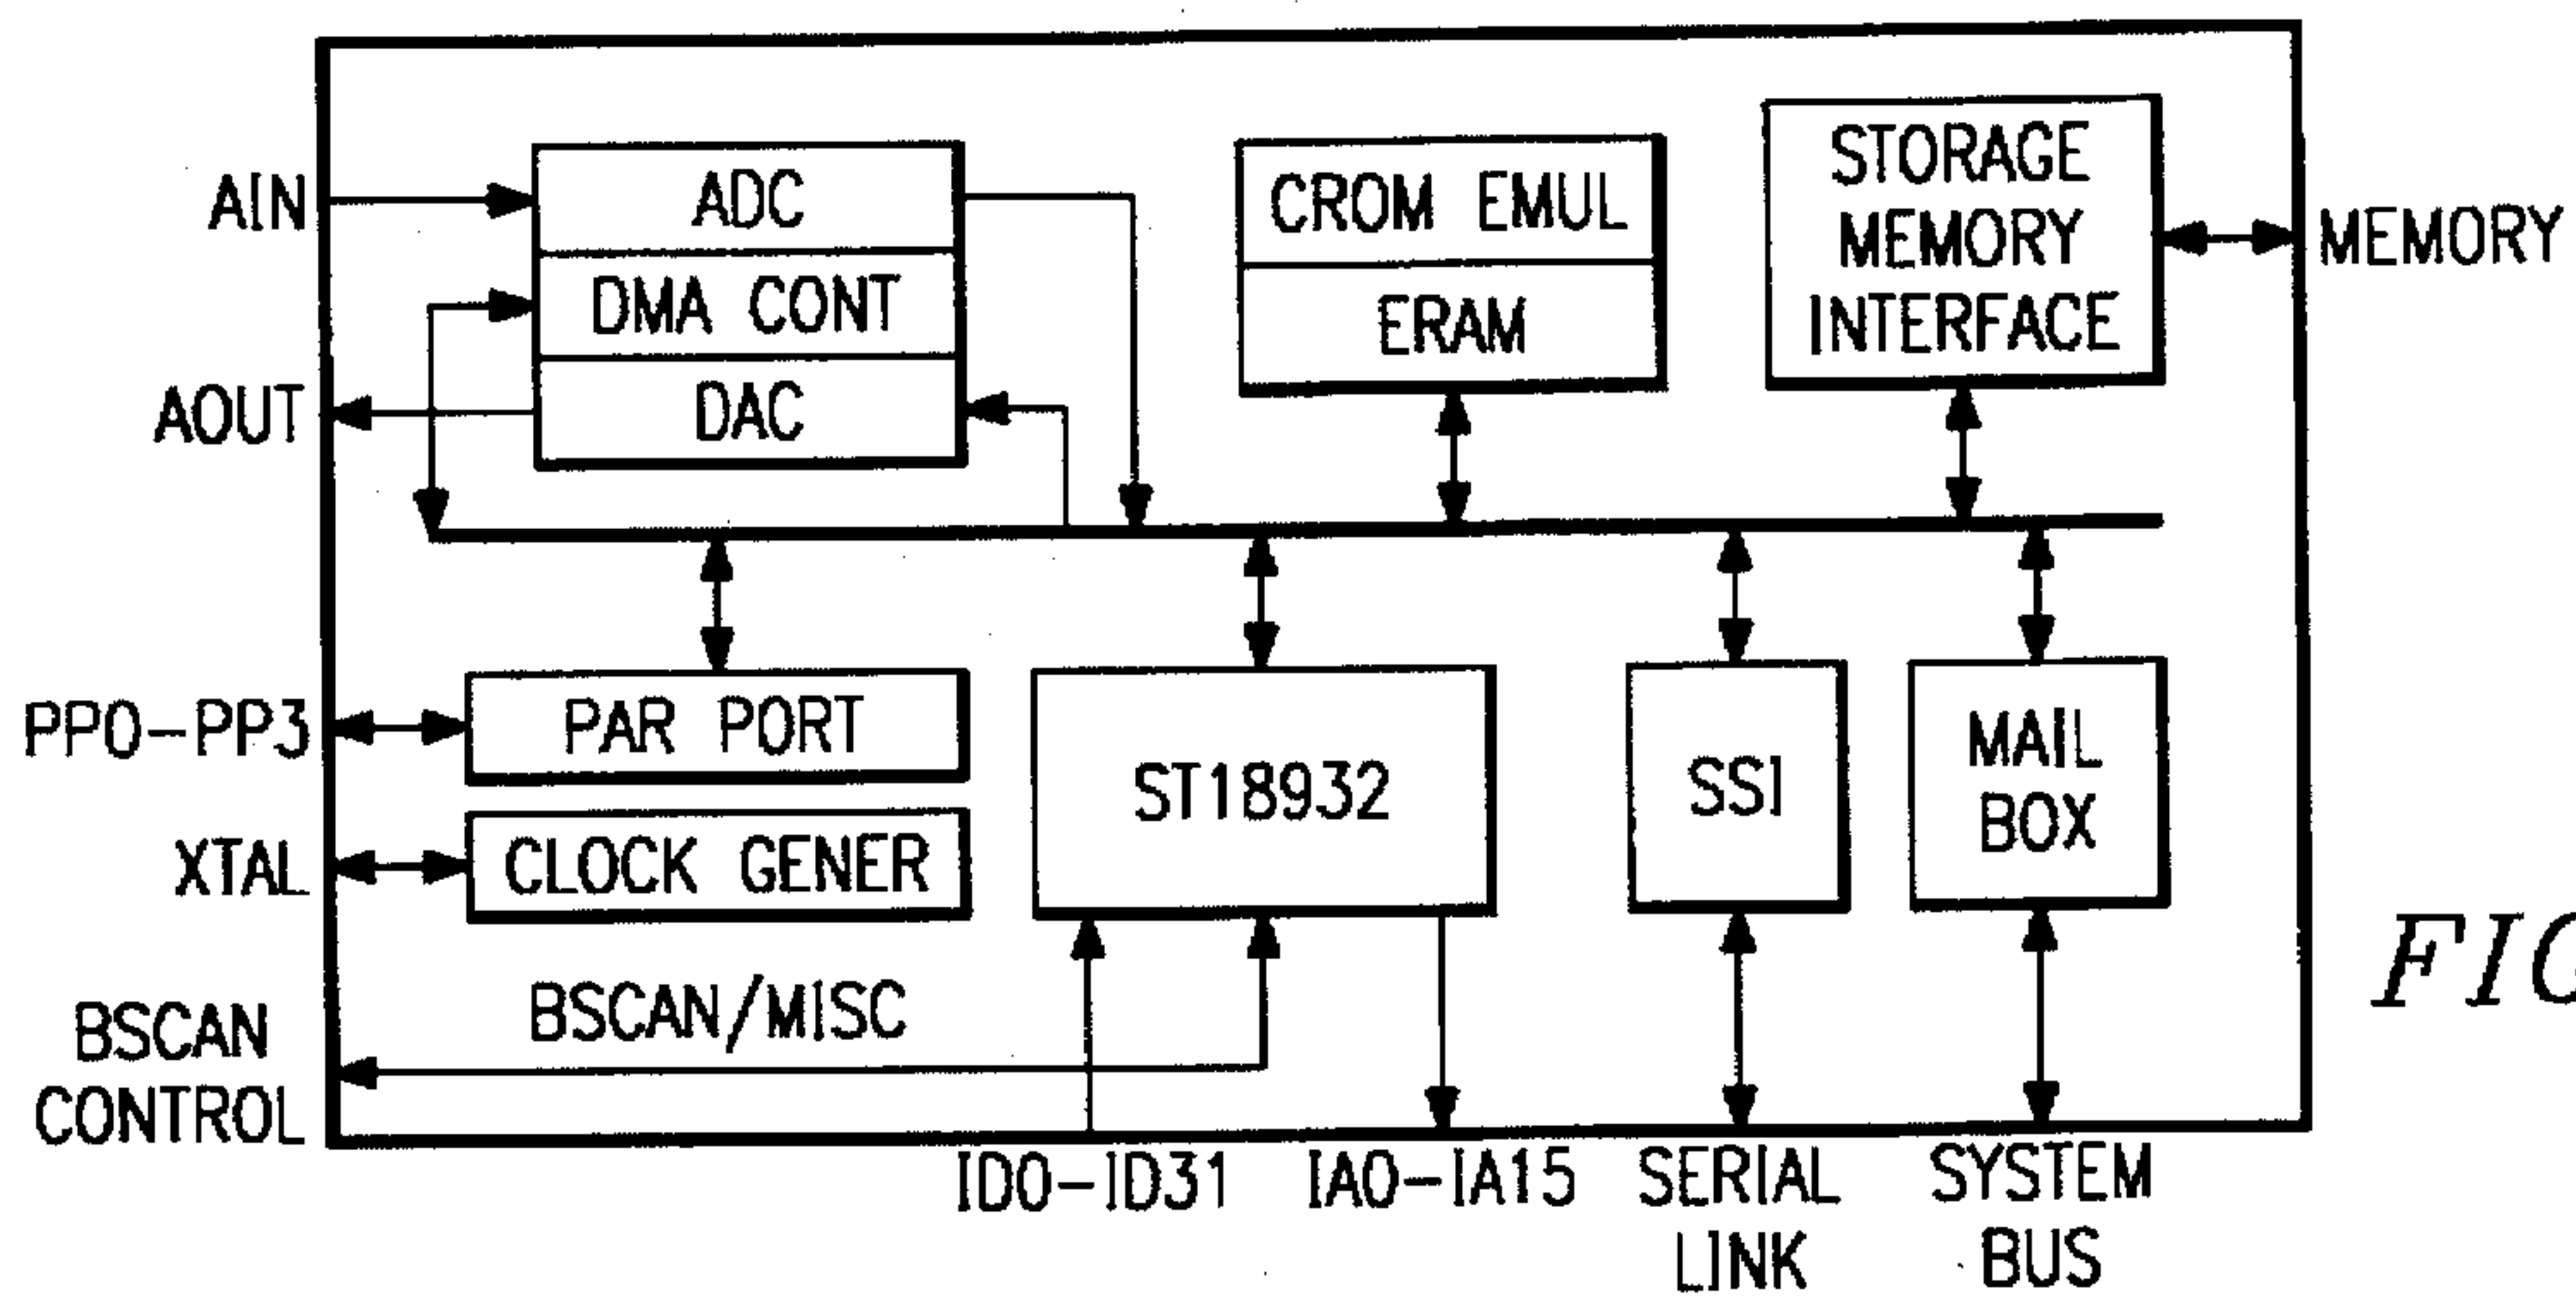 AIN
ADC
DMA CONT
AOUT
DAC
CROM EMUL
ERAM
STORAGE
MEMORY
INTERFACE
MEMORY
PP0-PP3
PAR PORT
XTAL
CLOCK GENER
ST18932
SSI
MAIL
BOX
BSCAN
CONTROL
BSCAN/MISC
ID0-ID31
IA0-IA15
SERIAL
LINK
SYSTEM
BUS